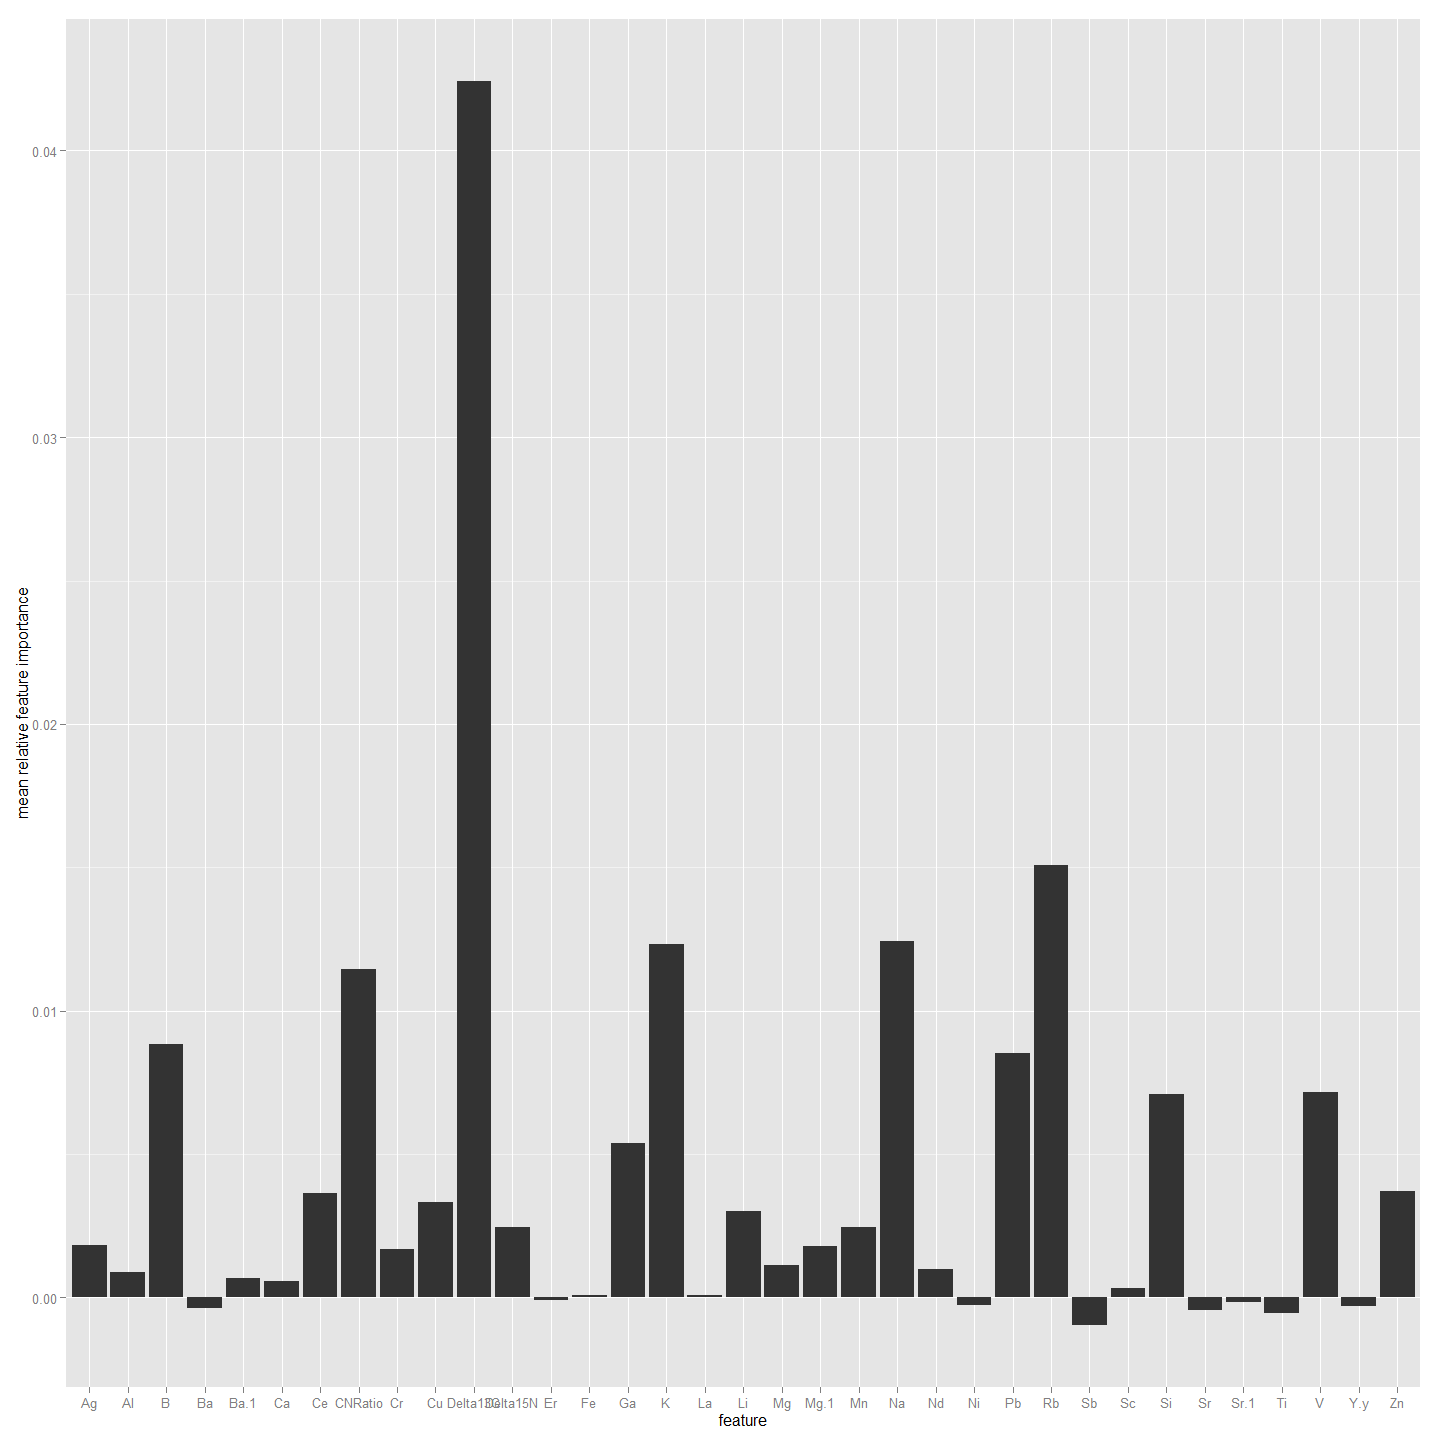 mean relative feature importance
0.04
0.03
0.02
0.01
0.00
Ag Al B Ba Ba.1 Ca Ce CNRatio Cr Cu Delta13C Delta15N Er Fe Ga K La Li Mg Mg.1 Mn Na Nd Ni Pb Rb Sb Sc Si Sr Sr.1 Ti V Y.y Zn
feature